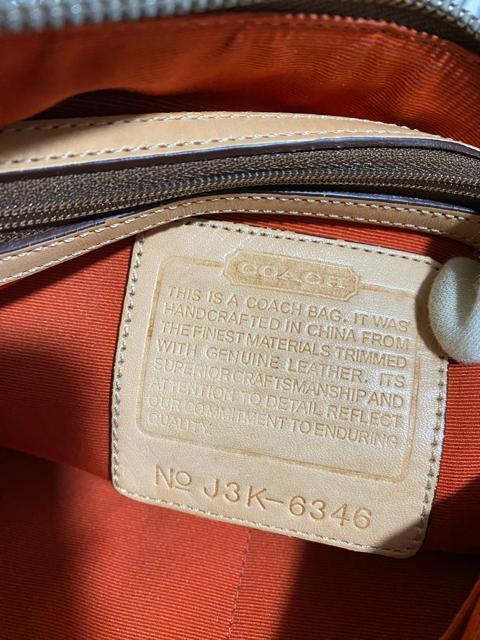 COACH
THIS IS A COACH BAG. IT WAS
HANDCRAFTED IN CHINA FROM
THE FINEST MATERIALS TRIMMED
WITH GENUINE LEATHER. ITS
SUPERIOR CRAFTSMANSHIP AND
ATTENTION TO DETAIL REFLECT
OUR COMMITMENT TO ENDURING
QUALITY.
No J3K-6346